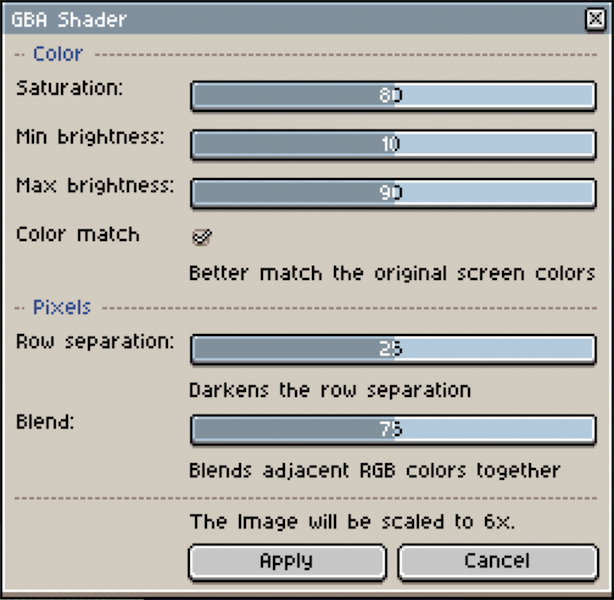 GBA Shader
Color
Saturation: 80
Min brightness: 10
Max brightness: 90
Color match
Better match the original screen colors
Pixels
Row separation: 25
Darkens the row separation
Blend: 75
Blends adjacent RGB colors together
The Image will be scaled to 6x.
Apply Cancel